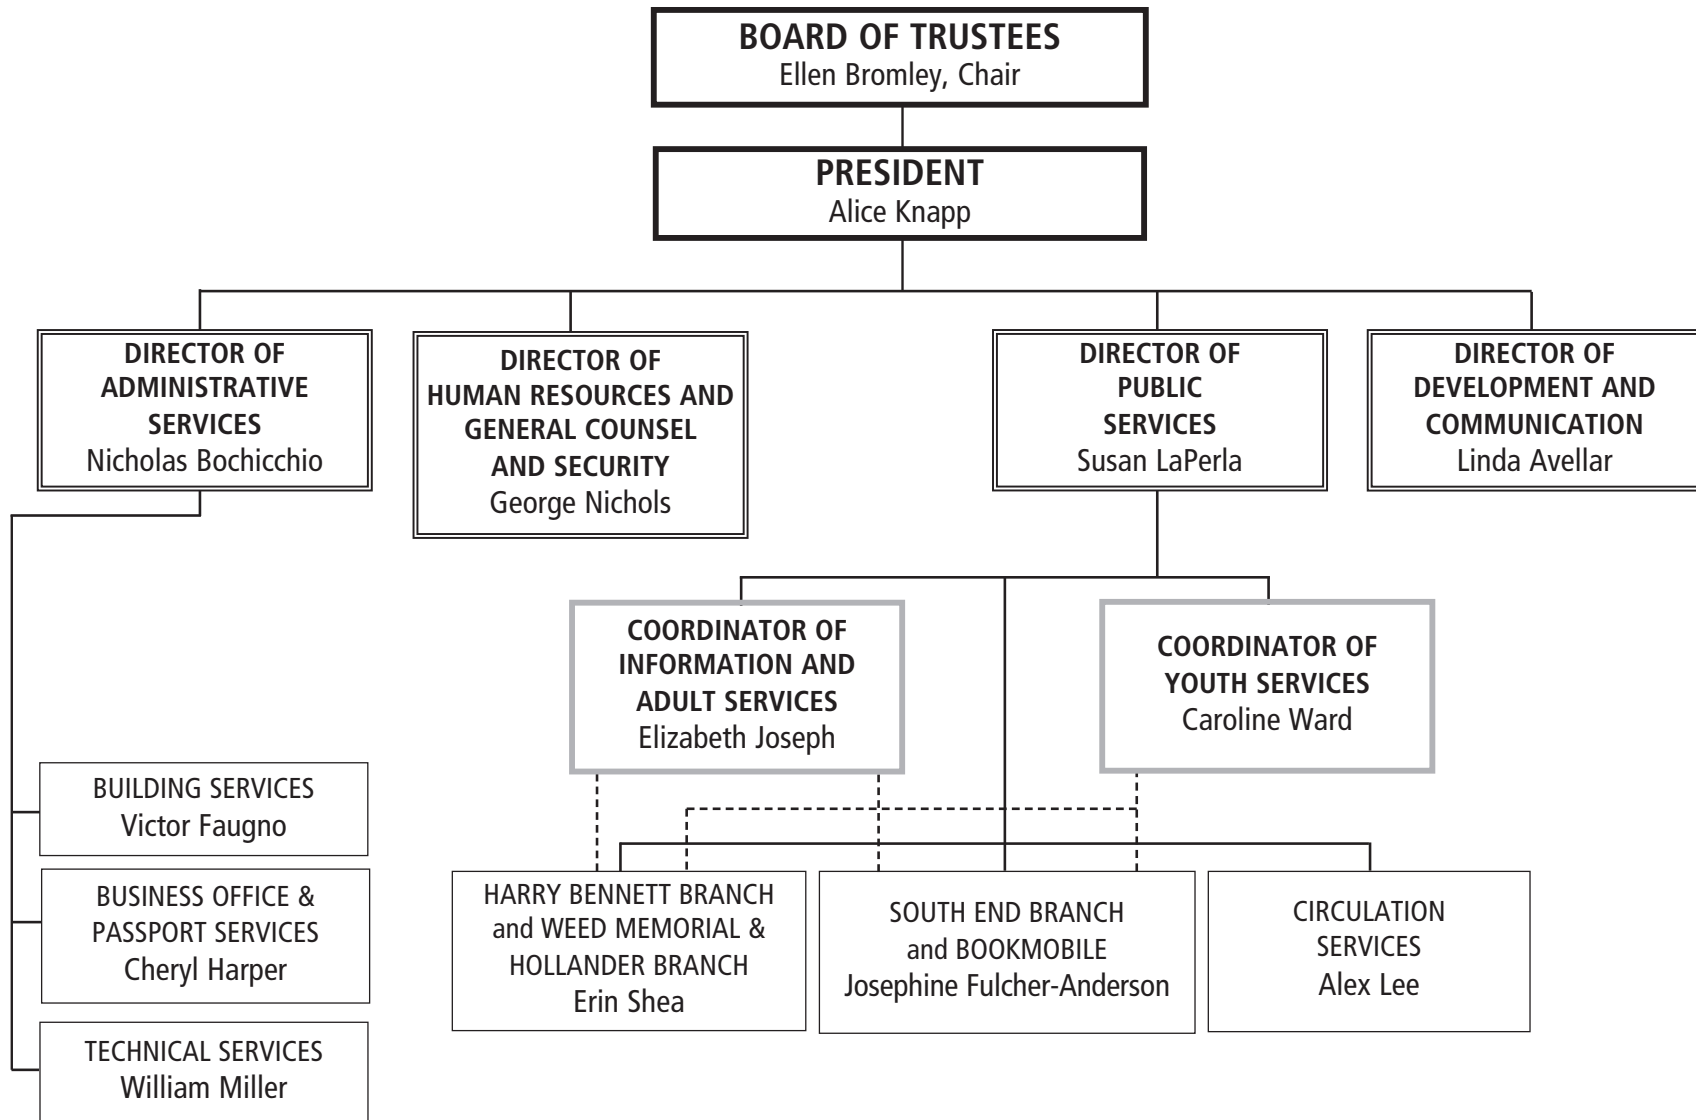 BOARD OF TRUSTEES
Ellen Bromley, Chair
PRESIDENT
Alice Knapp
DIRECTOR OF
ADMINISTRATIVE
SERVICES
Nicholas Bochicchio
DIRECTOR OF
HUMAN RESOURCES AND
GENERAL COUNSEL
AND SECURITY
George Nichols
DIRECTOR OF
PUBLIC
SERVICES
Susan LaPerla
DIRECTOR OF
DEVELOPMENT AND
COMMUNICATION
Linda Avellar
COORDINATOR OF
INFORMATION AND
ADULT SERVICES
Elizabeth Joseph
COORDINATOR OF
YOUTH SERVICES
Caroline Ward
BUILDING SERVICES
Victor Faugno
BUSINESS OFFICE &
PASSPORT SERVICES
Cheryl Harper
TECHNICAL SERVICES
William Miller
HARRY BENNETT BRANCH
and WEED MEMORIAL &
HOLLANDER BRANCH
Erin Shea
SOUTH END BRANCH
and BOOKMOBILE
Josephine Fulcher-Anderson
CIRCULATION
SERVICES
Alex Lee